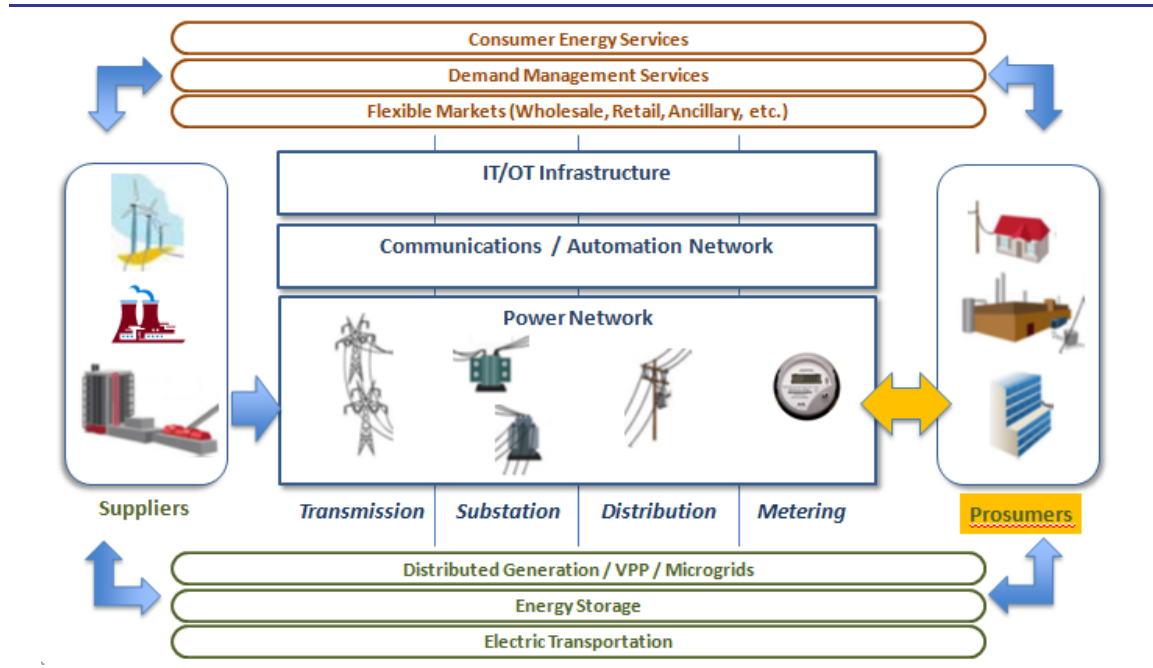 Consumer Energy Services
Demand Management Services
Flexible Markets (Wholesale, Retail, Ancillary, etc.)
IT/OT Infrastructure
Communications / Automation Network
Power Network
Suppliers
Transmission
Substation
Distribution
Metering
Prosumers
Distributed Generation / VPP / Microgrids
Energy Storage
Electric Transportation